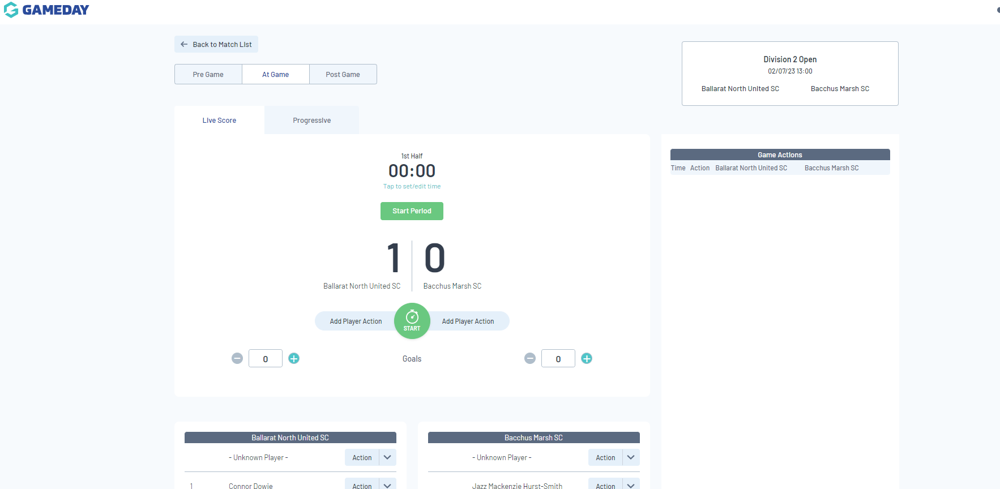 GAMEDAY
Back to Match List
Pre Game
At Game
Post Game
Division 2 Open
02/07/23 13:00
Ballarat North United SC
Bacchus Marsh SC
Live Score
Progressive
1st Half
00:00
Tap to set/edit time
Start Period
1
0
Ballarat North United SC
Bacchus Marsh SC
Add Player Action
START
Add Player Action
0
Goals
0
Game Actions
Time Action Ballarat North United SC Bacchus Marsh SC
Ballarat North United SC
- Unknown Player -
Action
1
Connor Dowie
Action
Bacchus Marsh SC
- Unknown Player -
Action
Jazz Mackenzie Hurst-Smith
Action